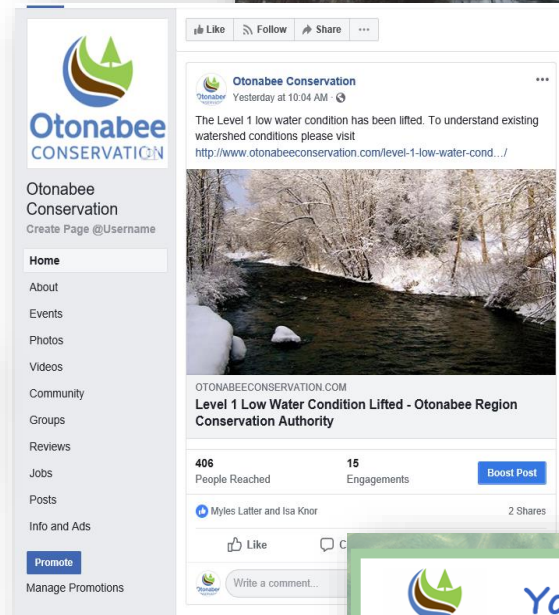 Otonabee
CONSERVATION
Otonabee
Conservation
Create Page @Username
Home
About
Events
Photos
Videos
Community
Groups
Reviews
Jobs
Posts
Info and Ads
Promote
Manage Promotions
Like Follow Share ...
Otonabee Conservation ...
Otonabee
Yesterday at 10:04 AM ·
The Level 1 low water condition has been lifted. To understand existing
watershed conditions please visit
http://www.otonabeeconservation.com/level-1-low-water-cond.../
OTONABEECONSERVATION.COM
Level 1 Low Water Condition Lifted - Otonabee Region
Conservation Authority
406 15
People Reached Engagements
Boost Post
Myles Latter and Isa Knor 2 Shares
Like C
Otonabee
Write a comment...